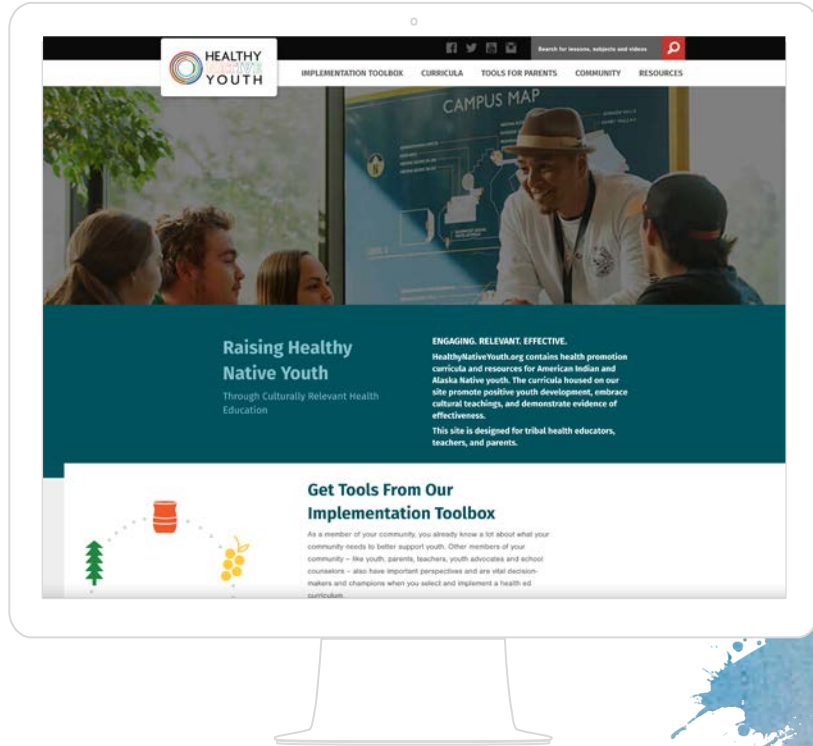 Search for lessons, subjects and videos
HEALTHY
NATIVE
YOUTH
IMPLEMENTATION TOOLBOX CURRICULA TOOLS FOR PARENTS COMMUNITY RESOURCES
CAMPUS MAP
LEVEL
Raising Healthy
Native Youth
Through Culturally Relevant Health
Education
ENGAGING. RELEVANT. EFFECTIVE.
HealthyNativeYouth.org contains health promotion
curricula and resources for American Indian and
Alaska Native youth. The curricula housed on our
site promote positive youth development, embrace
cultural teachings, and demonstrate evidence of
effectiveness.
This site is designed for tribal health educators,
teachers, and parents.
Get Tools From Our
Implementation Toolbox
As a member of your community, you already know a lot about what your
community needs to better support youth. Other members of your
community – like youth, parents, teachers, youth advocates and school
counselors – also have important perspectives and are vital decision-
makers and champions when you select and implement a health ed
curriculum.